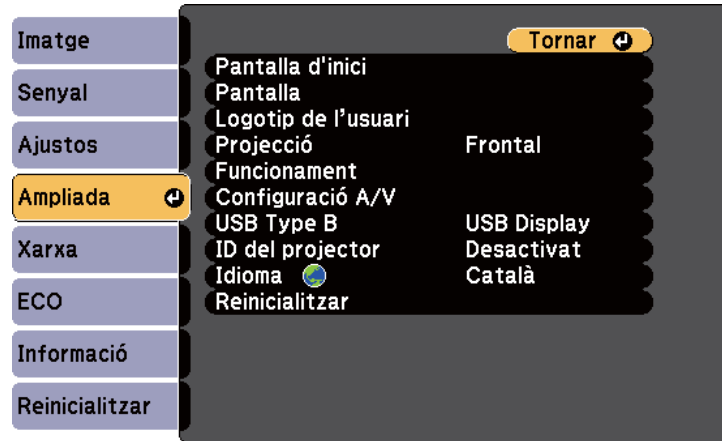 Imatge
Senyal
Ajustos
Ampliada
Xarxa
ECO
Informació
Reinicialitzar
Tornar
Pantalla d'inici
Pantalla
Logotip de l’usuari
Projecció Frontal
Funcionament
Configuració A/V
USB Type B USB Display
ID del projector Desactivat
Idioma Català
Reinicialitzar